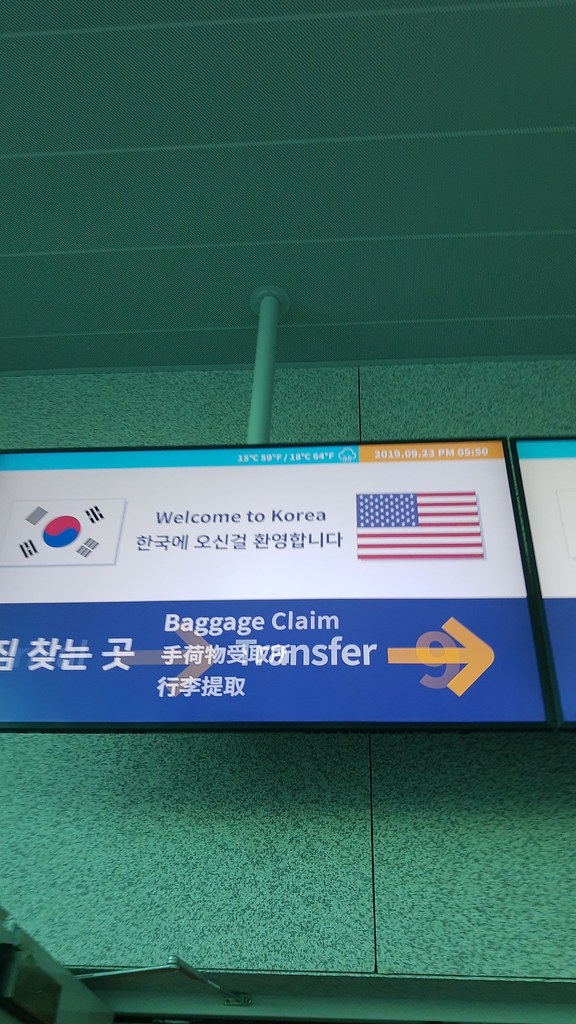 15℃ 59℉ / 18℃ 64℉ 2019.09.23 PM 05:50
Welcome to Korea
한국에 오신걸 환영합니다
Baggage Claim
짐 찾는 곳 手荷物受取所 Transfer 9
行李提取